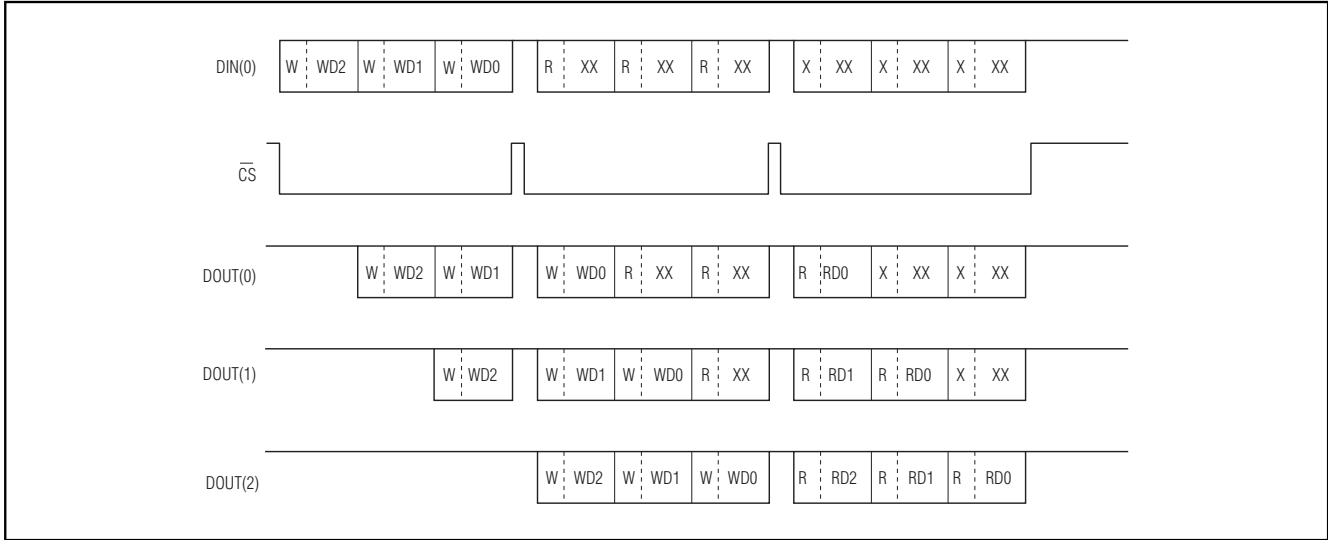 DIN(0) W WD2 W WD1 W WD0 R XX R XX R XX X XX X XX X XX
CS
DOUT(0) W WD2 W WD1 W WD0 R XX R XX R RD0 X XX X XX
DOUT(1) W WD2 W WD1 W WD0 R XX R RD1 R RD0 X XX
DOUT(2) W WD2 W WD1 W WD0 R RD2 R RD1 R RD0